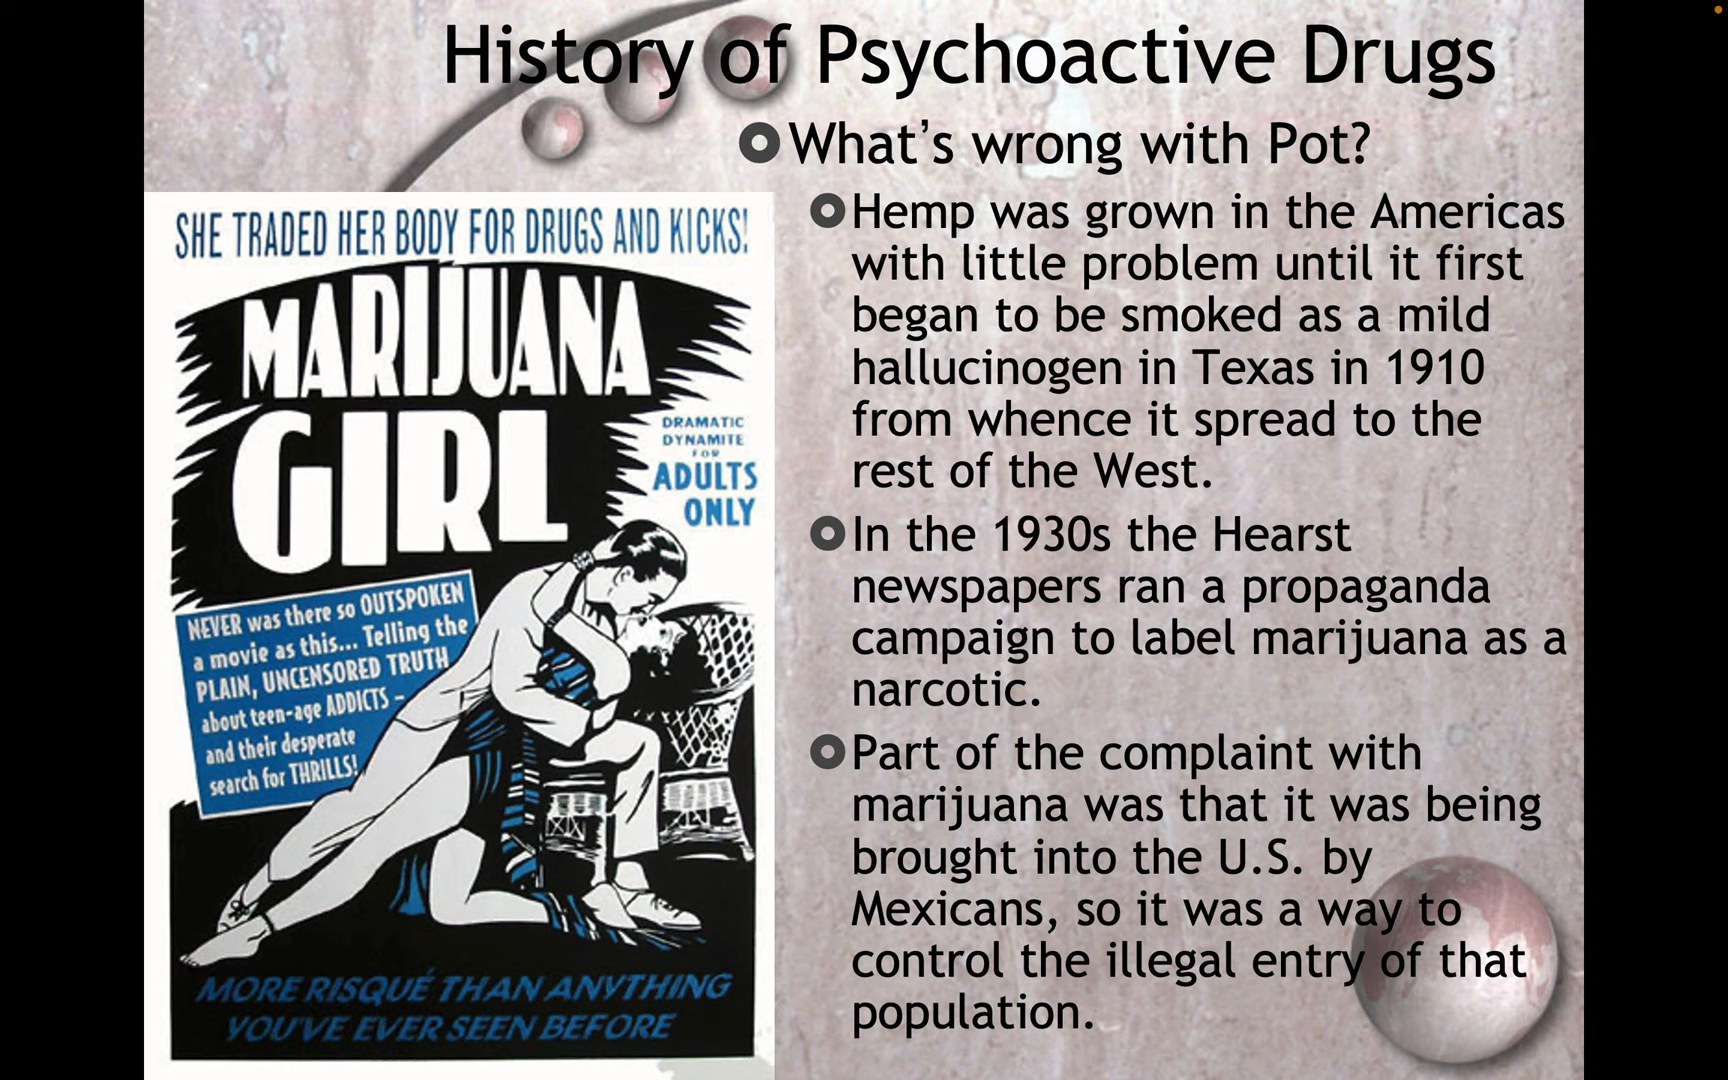 History of Psychoactive Drugs
What’s wrong with Pot?
Hemp was grown in the Americas
with little problem until it first
began to be smoked as a mild
hallucinogen in Texas in 1910
from whence it spread to the
rest of the West.
In the 1930s the Hearst
newspapers ran a propaganda
campaign to label marijuana as a
narcotic.
Part of the complaint with
marijuana was that it was being
brought into the U.S. by
Mexicans, so it was a way to
control the illegal entry of that
population.
SHE TRADED HER BODY FOR DRUGS AND KICKS!
MARIJUANA
GIRL
DRAMATIC
DYNAMITE
FOR
ADULTS
ONLY
NEVER was there so OUTSPOKEN
a movie as this... Telling the
PLAIN, UNCENSORED TRUTH
about teen-age ADDICTS –
and their desperate
search for THRILLS!
MORE RISQUÉ THAN ANYTHING
YOU'VE EVER SEEN BEFORE